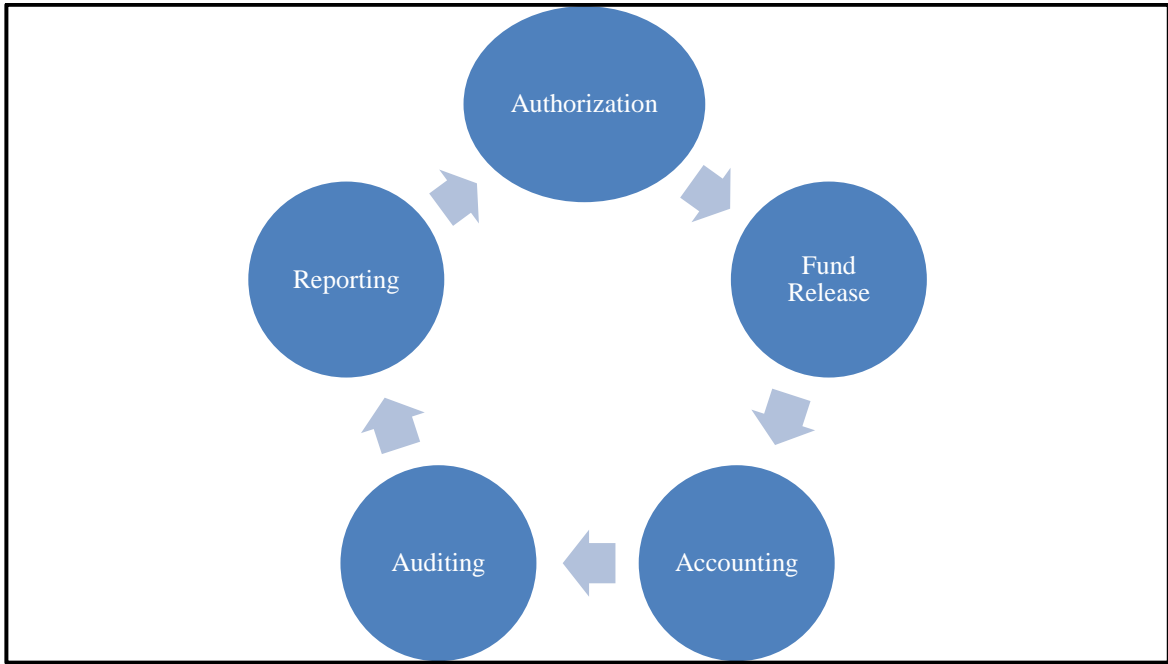 Authorization
Fund
Release
Accounting
Auditing
Reporting